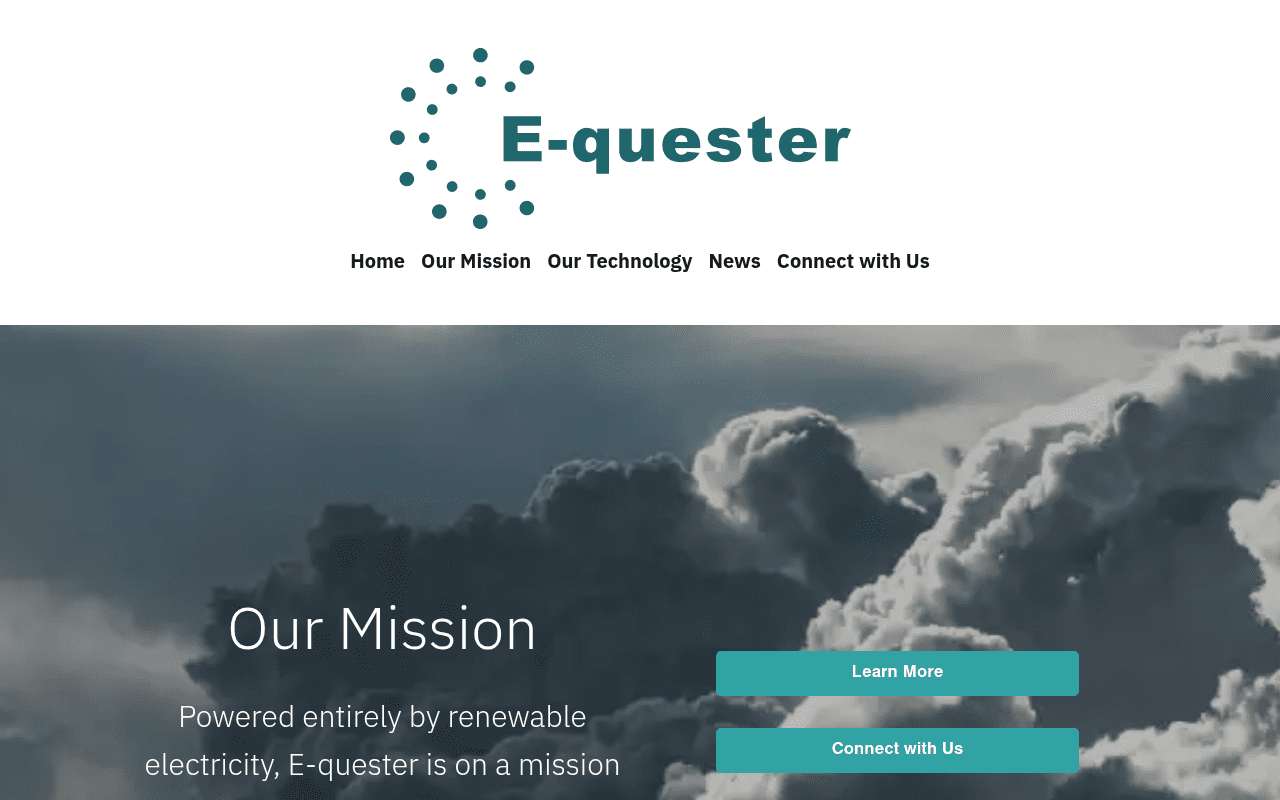 E-quester
Home Our Mission Our Technology News Connect with Us
Our Mission
Powered entirely by renewable
electricity, E-quester is on a mission
Learn More
Connect with Us